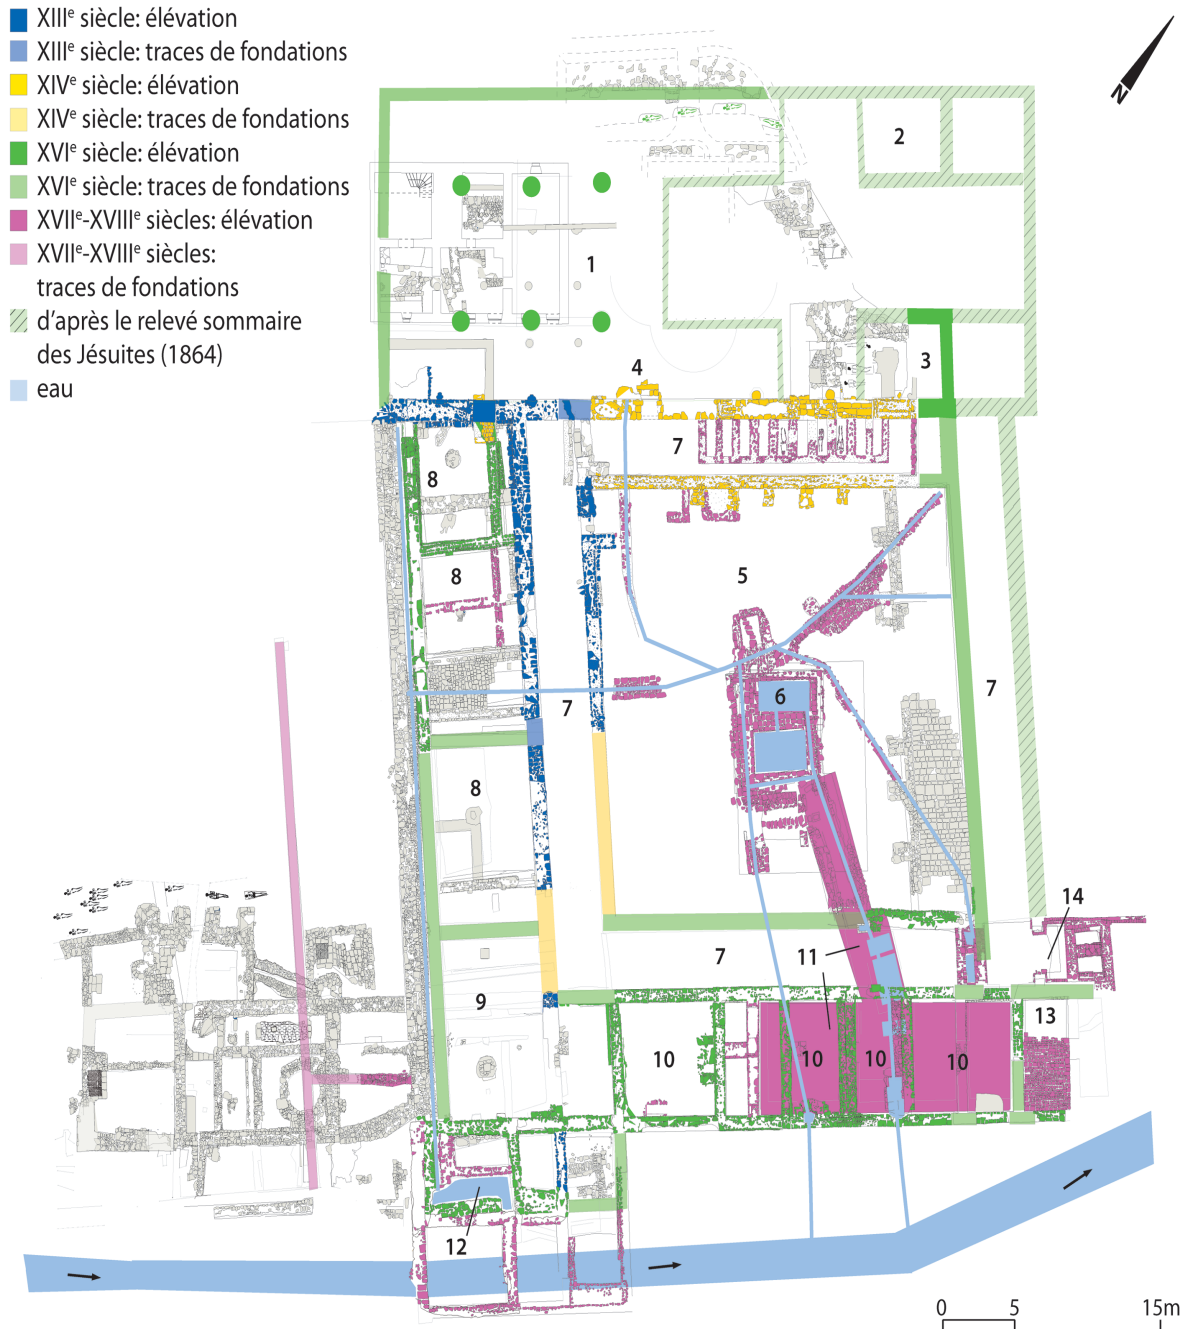 XIIIe siècle: élévation
XIIIe siècle: traces de fondations
XIVe siècle: élévation
XIVe siècle: traces de fondations
XVIe siècle: élévation
XVIe siècle: traces de fondations
XVIIe-XVIIIe siècles: élévation
XVIIe-XVIIIe siècles:
traces de fondations
d'après le relevé sommaire
des Jésuites (1864)
eau
N
2
1
3
4
7
8
5
8
6
7
7
8
14
7
11
9
13
10
10
10
10
12
0 5 15m